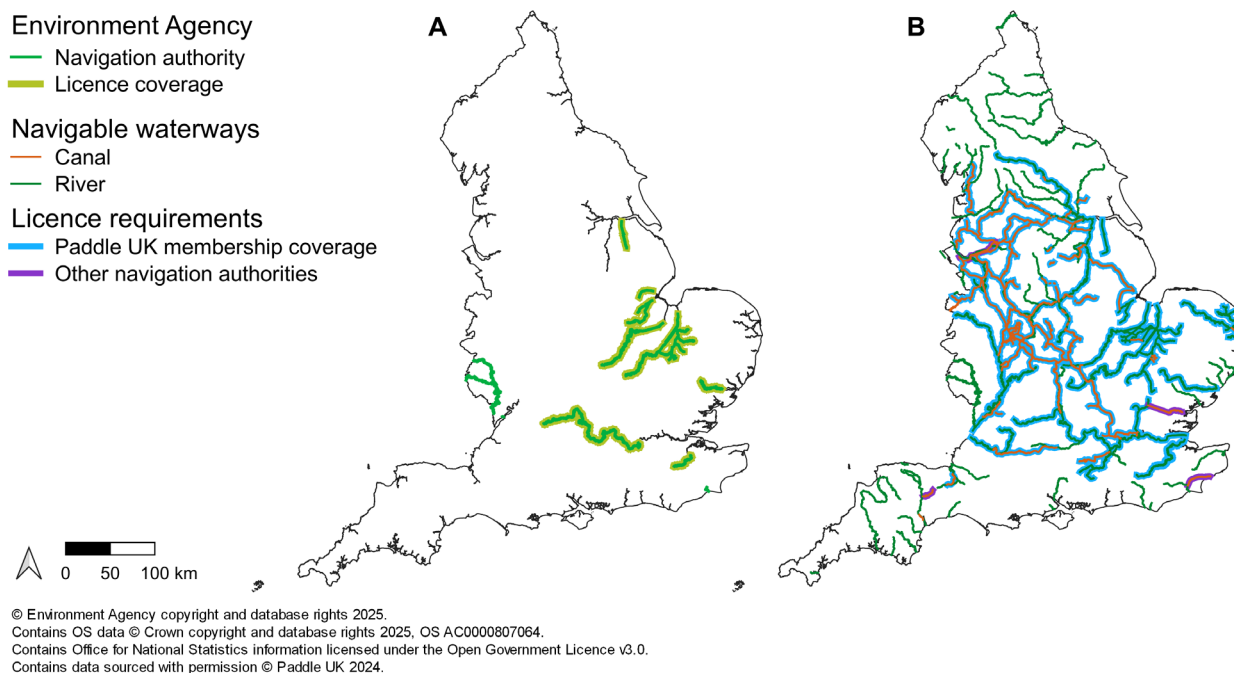 Environment Agency
Navigation authority
Licence coverage
Navigable waterways
Canal
River
Licence requirements
Paddle UK membership coverage
Other navigation authorities
A
B
0 50 100 km
© Environment Agency copyright and database rights 2025.
Contains OS data © Crown copyright and database rights 2025, OS AC0000807064.
Contains Office for National Statistics information licensed under the Open Government Licence v3.0.
Contains data sourced with permission © Paddle UK 2024.